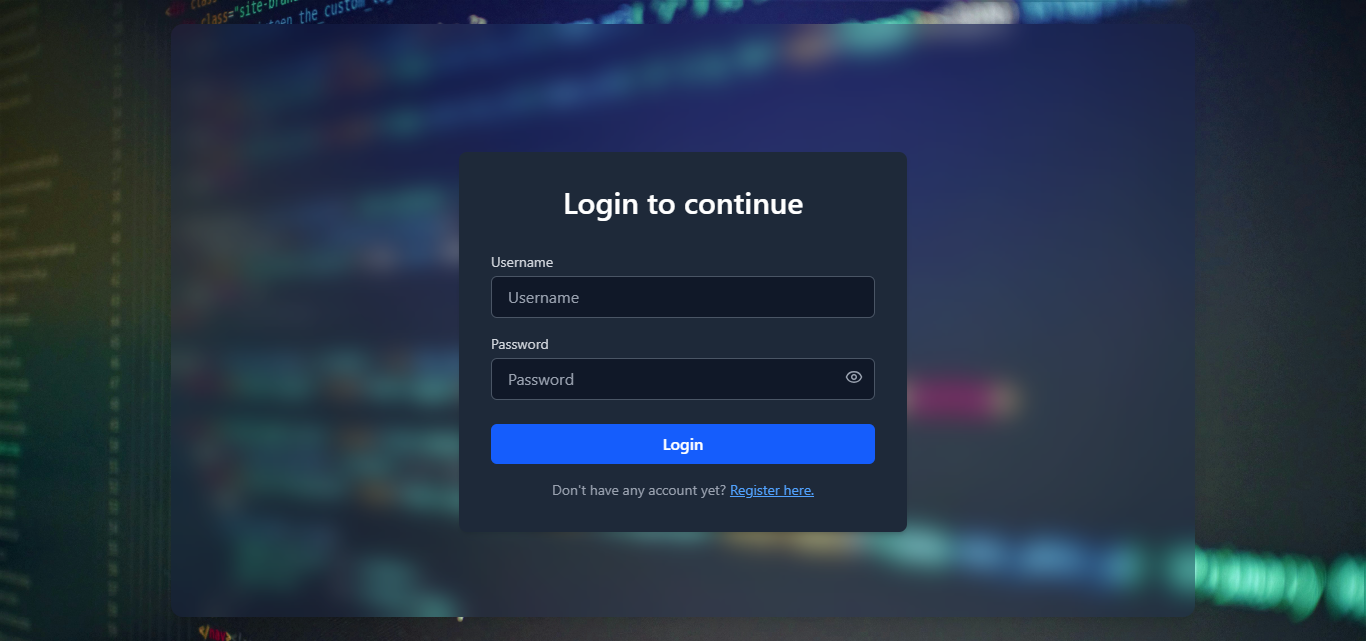 class="site-bran
the_custom_
Login to continue
Username
Username
Password
Password
Login
Don't have any account yet? Register here.